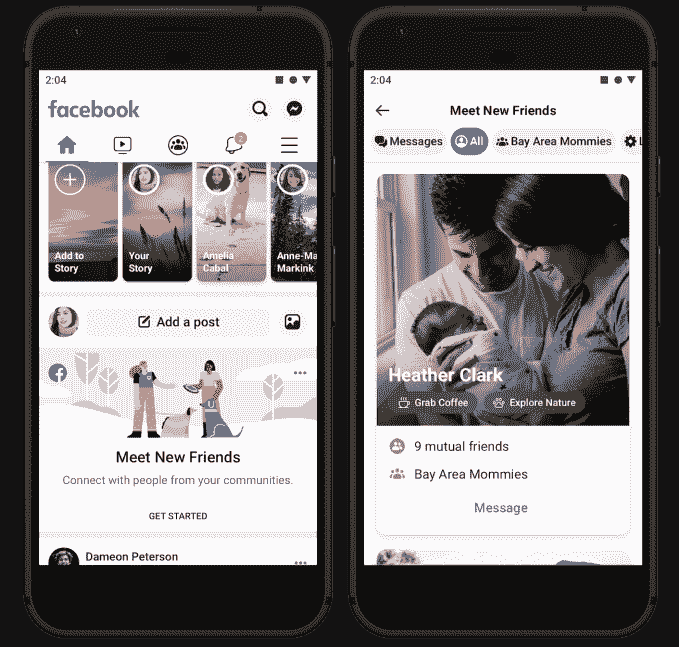 2:04
facebook
2
Add to
Story
Your
Story
Amelia
Cabal
Anne-Ma
Markink
Add a post
Meet New Friends
Connect with people from your communities.
GET STARTED
Dameon Peterson
2:04
Meet New Friends
Messages
All
Bay Area Mommies
L
Heather Clark
Grab Coffee
Explore Nature
9 mutual friends
Bay Area Mommies
Message